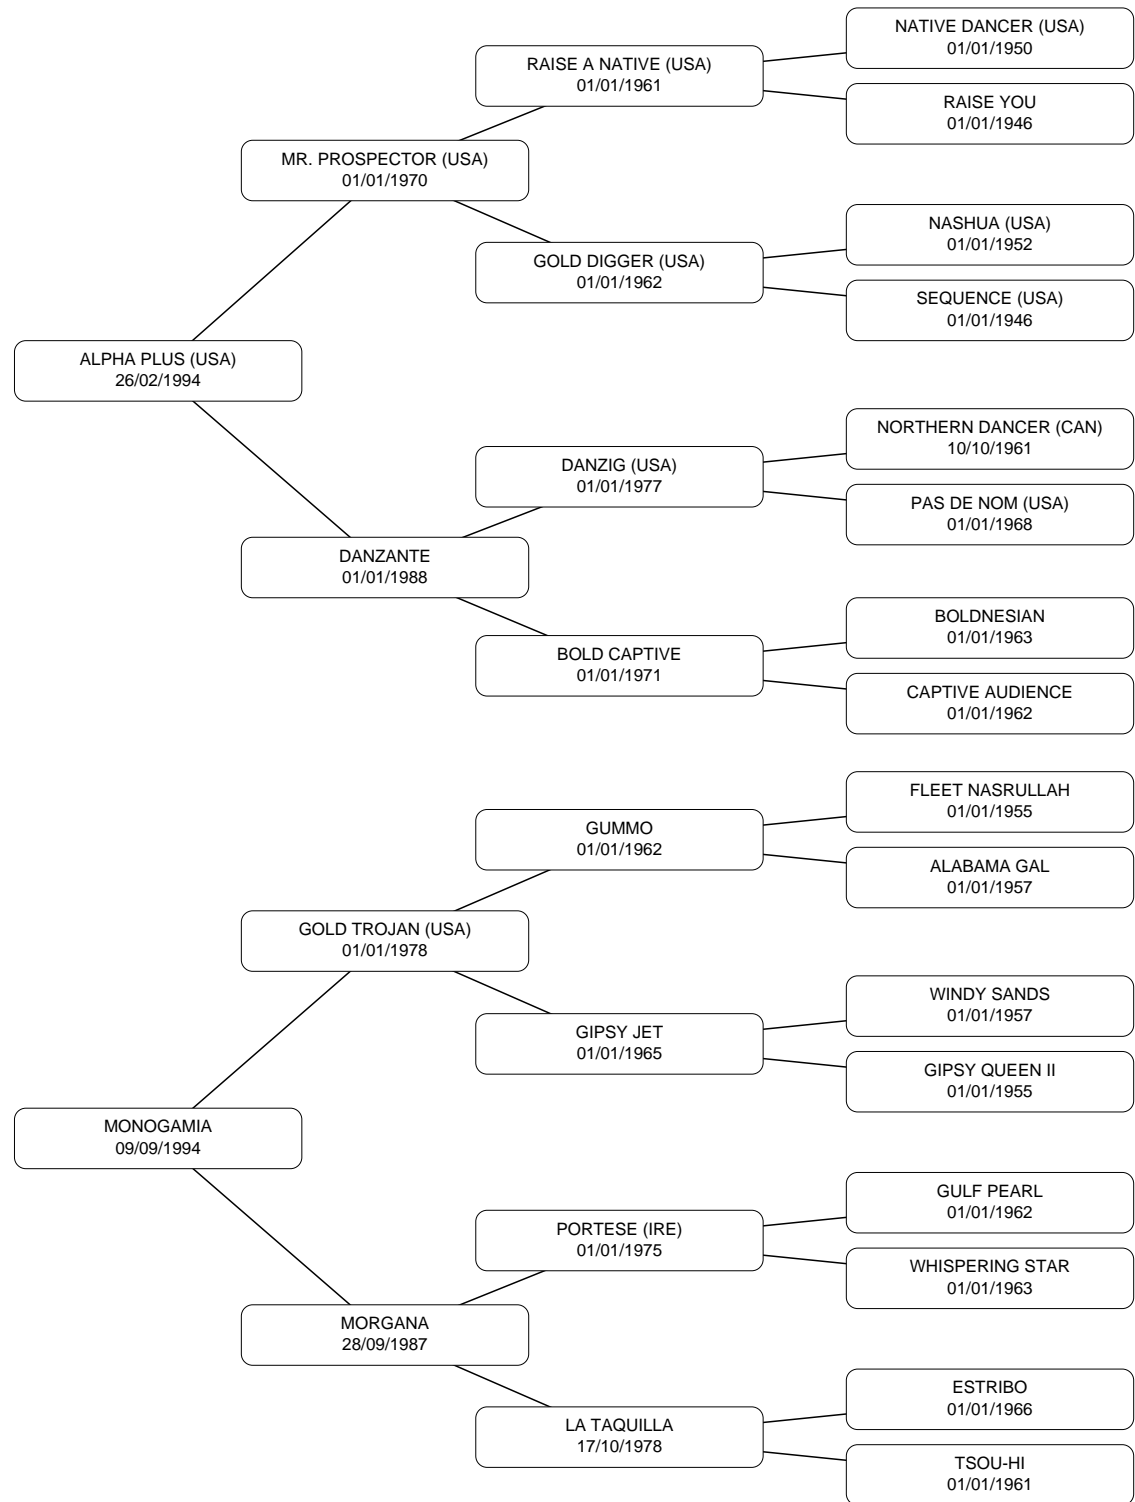 NATIVE DANCER (USA)
01/01/1950
RAISE A NATIVE (USA)
01/01/1961
RAISE YOU
01/01/1946
MR. PROSPECTOR (USA)
01/01/1970
NASHUA (USA)
01/01/1952
GOLD DIGGER (USA)
01/01/1962
SEQUENCE (USA)
01/01/1946
ALPHA PLUS (USA)
26/02/1994
NORTHERN DANCER (CAN)
10/10/1961
DANZIG (USA)
01/01/1977
PAS DE NOM (USA)
01/01/1968
DANZANTE
01/01/1988
BOLDNESIAN
01/01/1963
BOLD CAPTIVE
01/01/1971
CAPTIVE AUDIENCE
01/01/1962
FLEET NASRULLAH
01/01/1955
GUMMO
01/01/1962
ALABAMA GAL
01/01/1957
GOLD TROJAN (USA)
01/01/1978
WINDY SANDS
01/01/1957
GIPSY JET
01/01/1965
GIPSY QUEEN II
01/01/1955
MONOGAMIA
09/09/1994
GULF PEARL
01/01/1962
PORTESE (IRE)
01/01/1975
WHISPERING STAR
01/01/1963
MORGANA
28/09/1987
ESTRIBO
01/01/1966
LA TAQUILLA
17/10/1978
TSOU-HI
01/01/1961